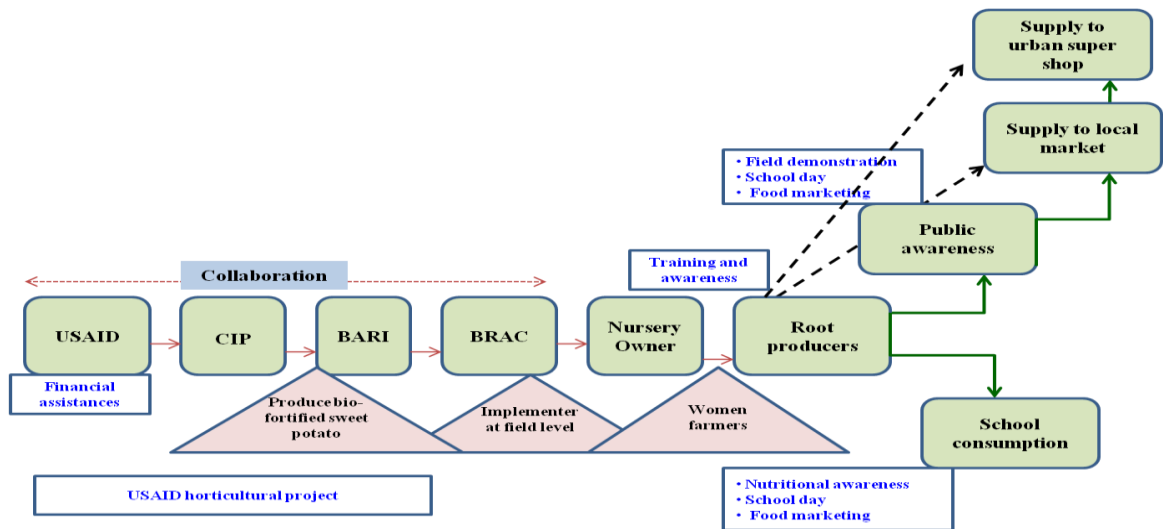 Supply to
urban super
shop
Supply to local
market
• Field demonstration
• School day
• Food marketing
Public
awareness
Training and
awareness
Collaboration
USAID
CIP
BARI
BRAC
Nursery
Owner
Root
producers
Financial
assistances
Produce bio-
fortified sweet
potato
Implementer
at field level
Women
farmers
School
consumption
USAID horticultural project
• Nutritional awareness
• School day
• Food marketing